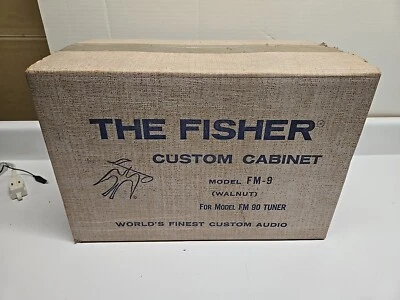 THE FISHER®
CUSTOM CABINET
MODEL FM-9
(WALNUT)
FOR MODEL FM 90 TUNER
WORLD'S FINEST CUSTOM AUDIO